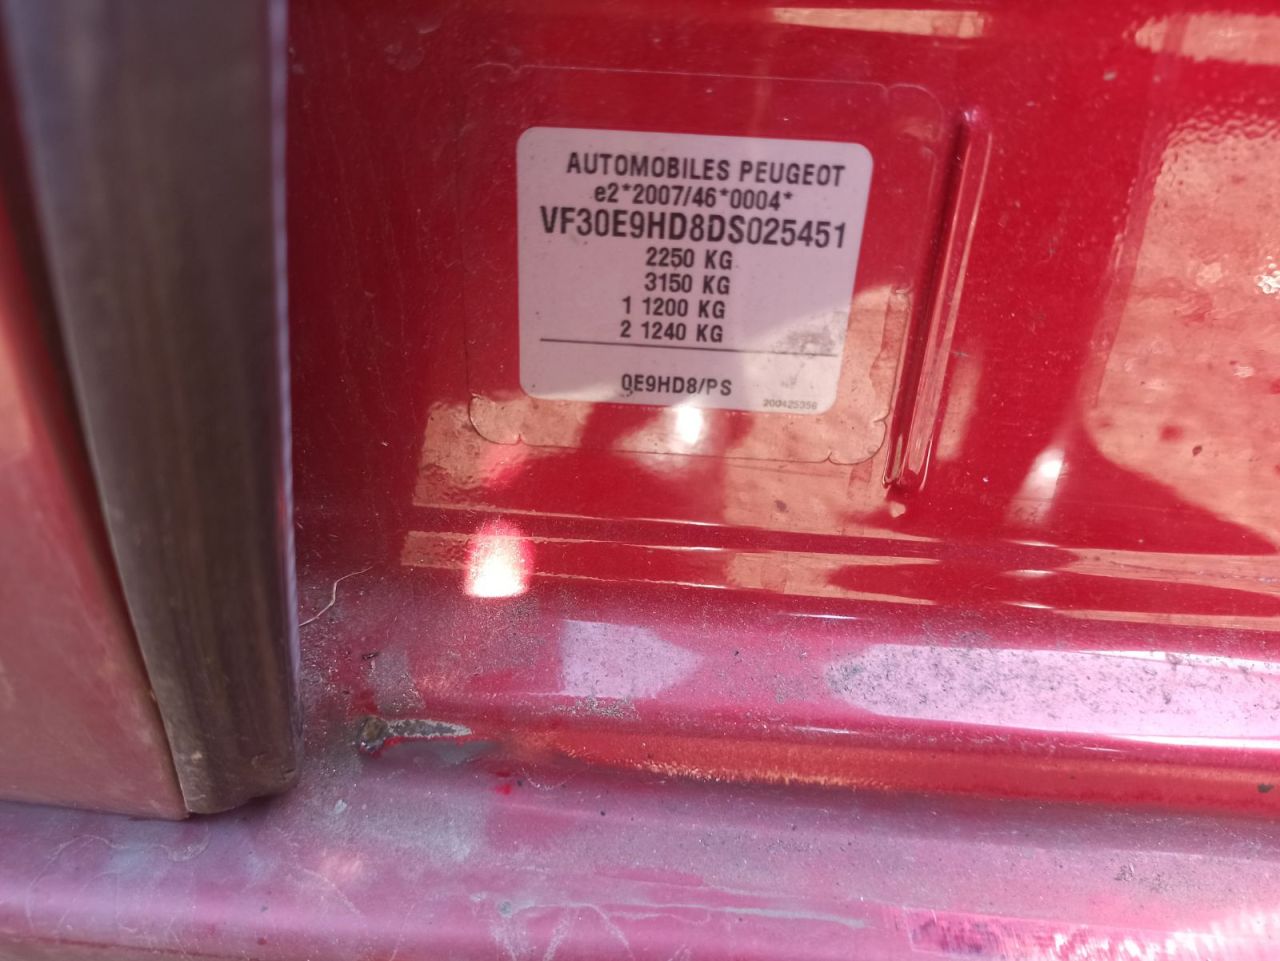 AUTOMOBILES PEUGEOT
e2*2007/46*0004*
VF30E9HD8DS025451
2250 KG
3150 KG
1 1200 KG
2 1240 KG
0E9HD8/PS
200425356